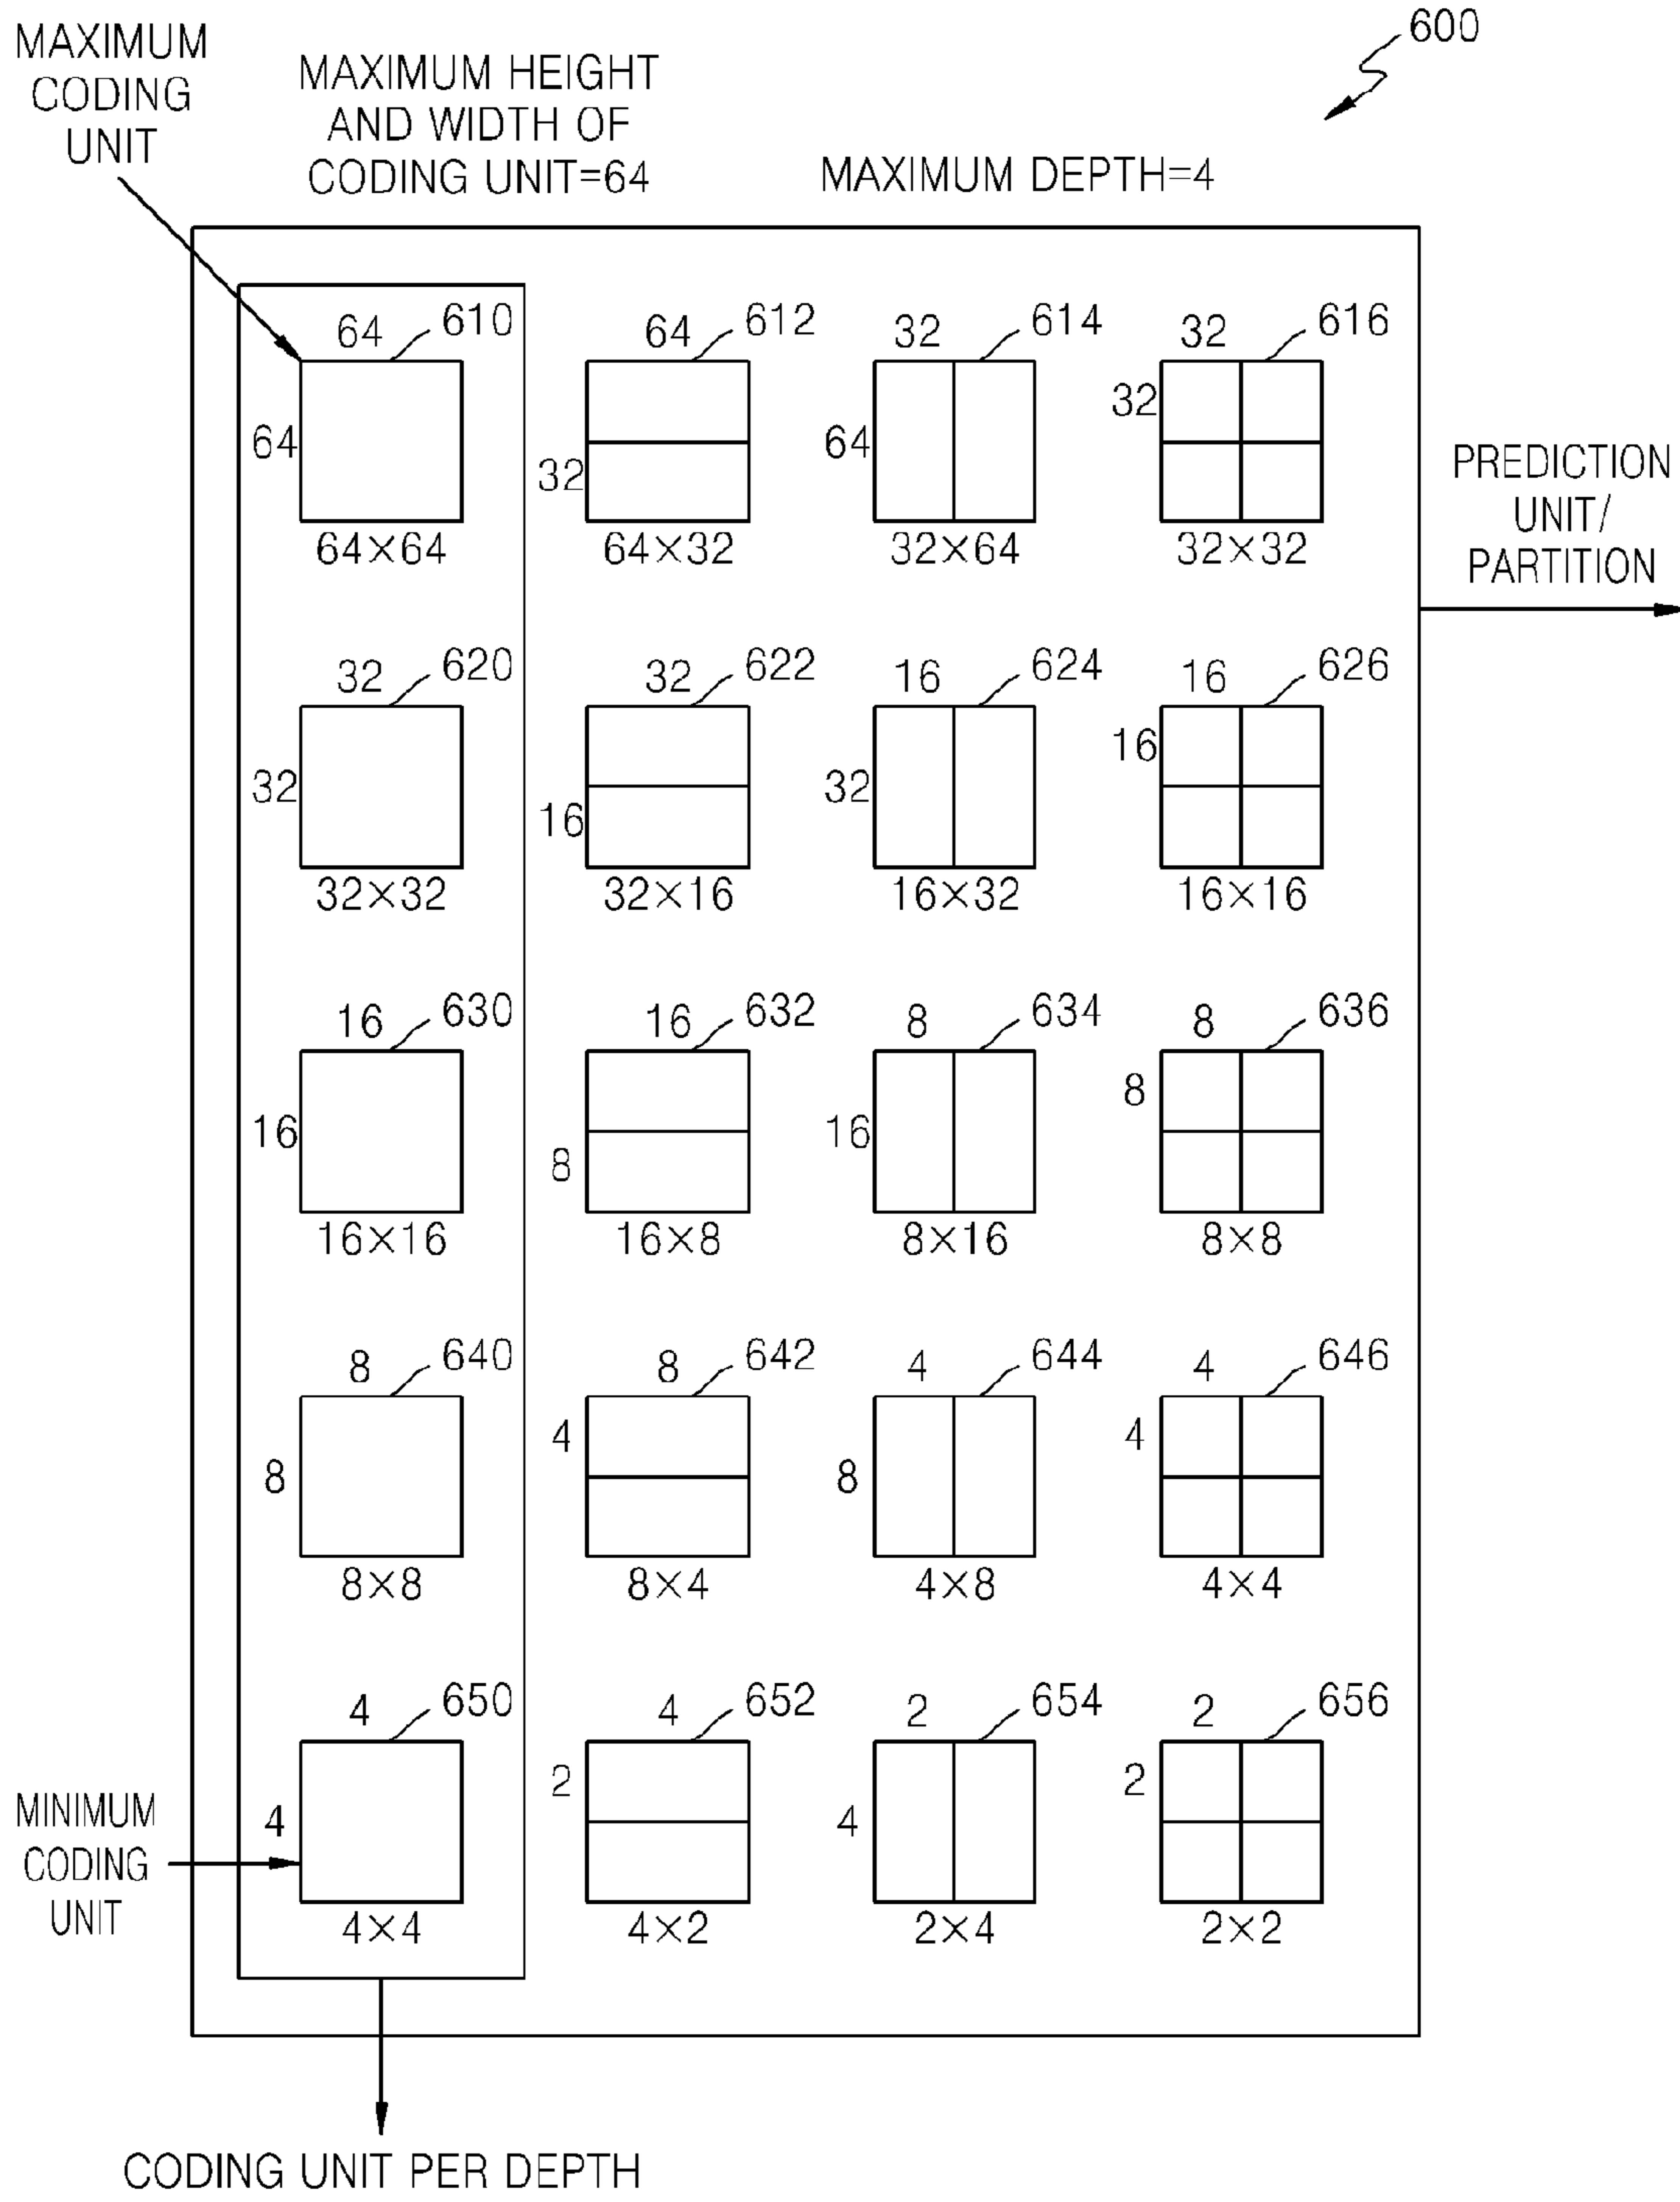 600
MAXIMUM
CODING
UNIT
MAXIMUM HEIGHT
AND WIDTH OF
CODING UNIT=64
MAXIMUM DEPTH=4
64 610 64 612 32 614 32 616
64 32 64 32
64×64 64×32 32×64 32×32
PREDICTION
UNIT/
PARTITION
32 620 32 622 16 624 16 626
32 16 32 16
32×32 32×16 16×32 16×16
16 630 16 632 8 634 8 636
16 8 16 8
16×16 16×8 8×16 8×8
8 640 8 642 4 644 4 646
8 4 8 4
8×8 8×4 4×8 4×4
4 650 4 652 2 654 2 656
4 2 4 2
4×4 4×2 2×4 2×2
MINIMUM
CODING
UNIT
CODING UNIT PER DEPTH